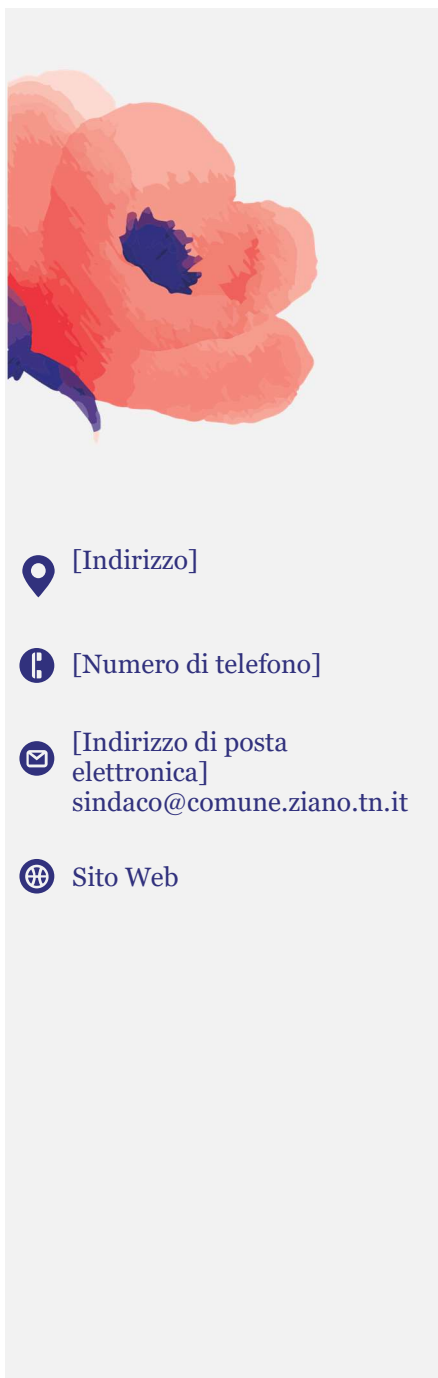 [Indirizzo]
[Numero di telefono]
[Indirizzo di posta
elettronica]
sindaco@comune.ziano.tn.it
Sito Web